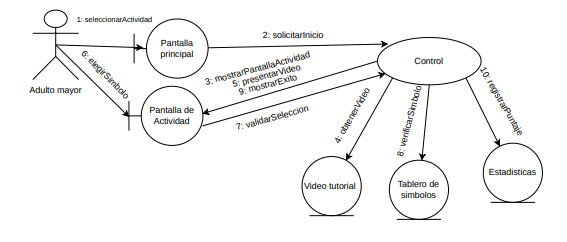 1: seleccionarActividad
Pantalla
principal
2: solicitarInicio
Control
Adulto mayor
6: elegirSimbolo
3: mostrarPantallaActividad
5: presentarVideo
9: mostrarExito
Pantalla de
Actividad
7: validarSelección
4: obtenerVideo
8: verificarSimbolo
10: registrarPuntaje
Video tutorial
Tablero de
simbolos
Estadisticas